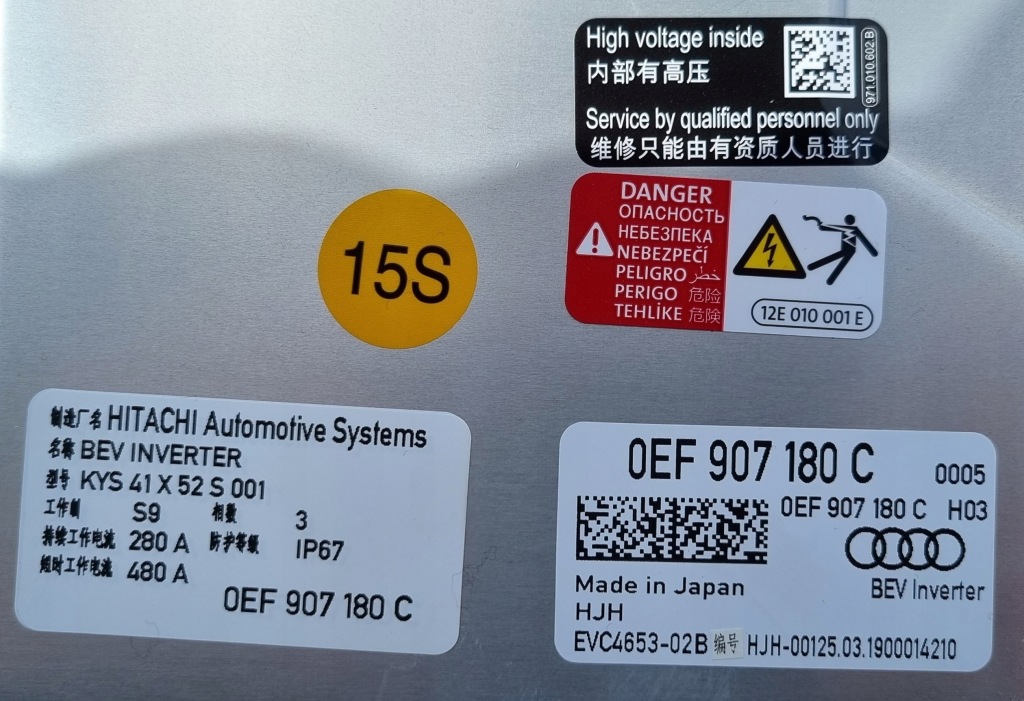 High voltage inside
内部有高压
971.010.602.B
Service by qualified personnel only
维修只能由有资质人员进行
DANGER
ОПАСНОСТЬ
НЕБЕЗПЕКА
NEBEZPEČÍ
PELIGRO خطر
PERIGO 危险
TEHLİKE 危険
12E 010 001 E
15S
制造厂名 HITACHI Automotive Systems
名称 BEV INVERTER
型号 KYS 41 X 52 S 001
工作制 S9 相数 3
持续工作电流 280 A 防护等级 IP67
短时工作电流 480 A
0EF 907 180 C
0EF 907 180 C 0005
0EF 907 180 C H03
Made in Japan
BEV Inverter
HJH
EVC4653-02B 编号 HJH-00125.03.1900014210